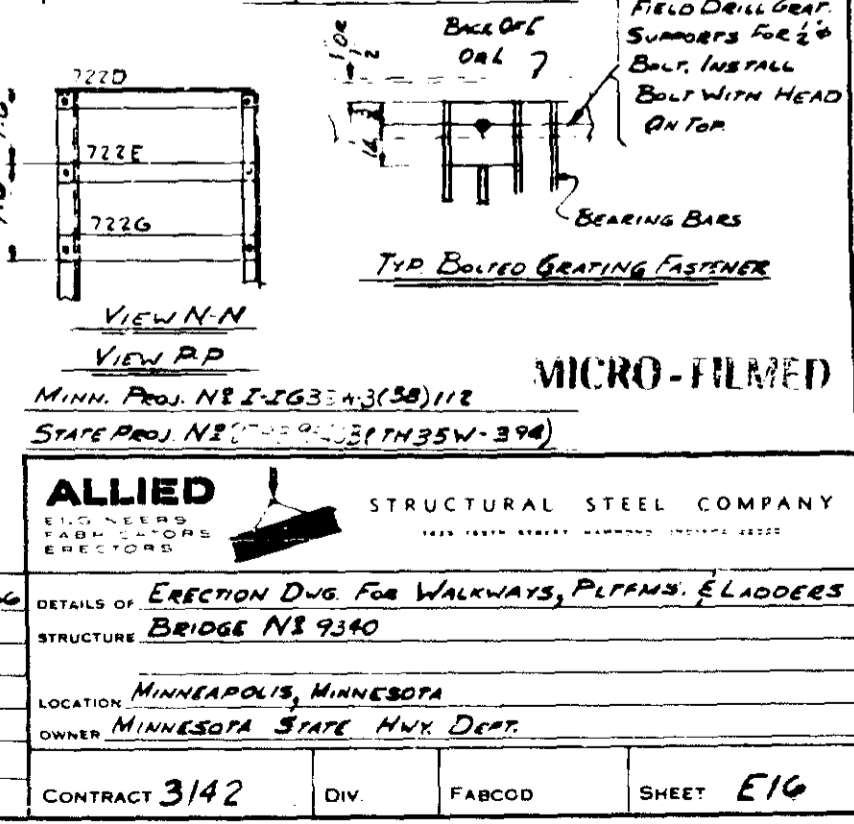 FIELD DRILL GRAT.
SUPPORTS FOR ½"φ
BOLT. INSTALL
BOLT WITH HEAD
ON TOP.
BACK OFF
722D
722E
722G
BEARING BARS
TYP. BOLTED GRATING FASTENER
VIEW N-N
VIEW P-P
MICRO-FILMED
MINN. PROJ. Nº
STATE PROJ. Nº (TH35W-394)
ALLIED
ENGINEERS
FABRICATORS
ERECTORS
STRUCTURAL STEEL COMPANY
DETAILS OF ERECTION DWG. FOR WALKWAYS, PLTFMS. & LADDERS
STRUCTURE BRIDGE Nº 9340
LOCATION MINNEAPOLIS, MINNESOTA
OWNER MINNESOTA STATE HWY. DEPT.
CONTRACT 3142
DIV.
FABCOD
SHEET E16